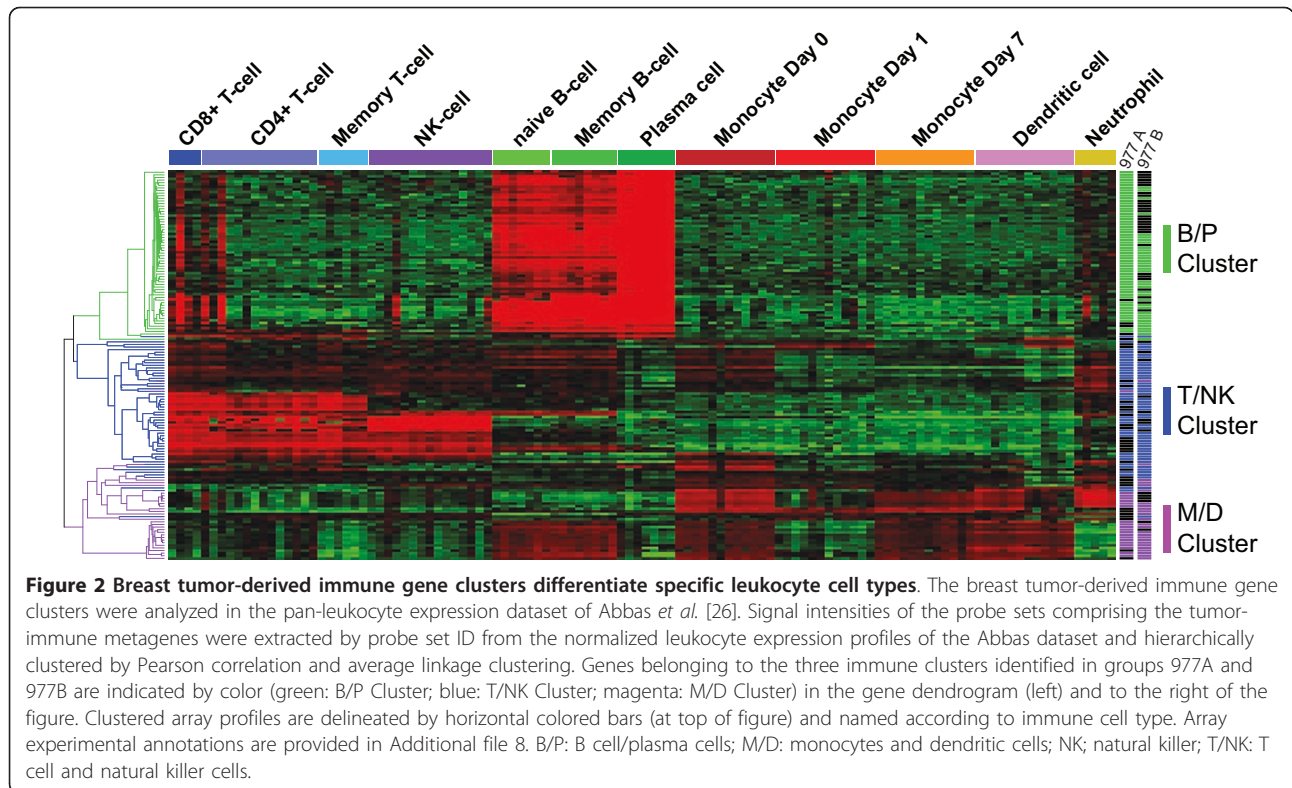 CD8+ T-cell
CD4+ T-cell
Memory T-cell
NK-cell
naive B-cell
Memory B-cell
Plasma cell
Monocyte Day 0
Monocyte Day 1
Monocyte Day 7
Dendritic cell
Neutrophil
977 A
977 B
B/P
Cluster
T/NK
Cluster
M/D
Cluster
Figure 2 Breast tumor-derived immune gene clusters differentiate specific leukocyte cell types. The breast tumor-derived immune gene
clusters were analyzed in the pan-leukocyte expression dataset of Abbas et al. [26]. Signal intensities of the probe sets comprising the tumor-
immune metagenes were extracted by probe set ID from the normalized leukocyte expression profiles of the Abbas dataset and hierarchically
clustered by Pearson correlation and average linkage clustering. Genes belonging to the three immune clusters identified in groups 977A and
977B are indicated by color (green: B/P Cluster; blue: T/NK Cluster; magenta: M/D Cluster) in the gene dendrogram (left) and to the right of the
figure. Clustered array profiles are delineated by horizontal colored bars (at top of figure) and named according to immune cell type. Array
experimental annotations are provided in Additional file 8. B/P: B cell/plasma cells; M/D: monocytes and dendritic cells; NK; natural killer; T/NK: T
cell and natural killer cells.